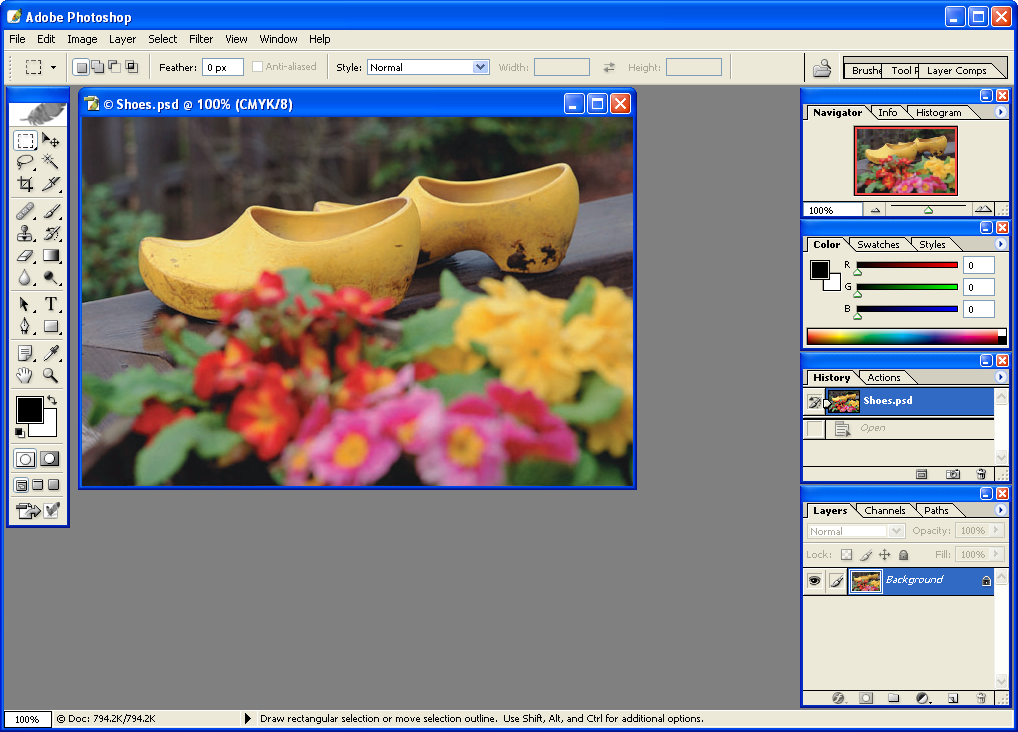 Adobe Photoshop
File Edit Image Layer Select Filter View Window Help
Feather: 0 px Anti-aliased Style: Normal Width: Height: Brushe Tool Layer Comps
© Shoes.psd @ 100% (CMYK/8)
Navigator Info Histogram
100%
Color Swatches Styles
R 0
G 0
B 0
T
History Actions
Shoes.psd
Open
Layers Channels Paths
Normal Opacity: 100%
Lock: Fill: 100%
Background
100% © Doc: 794.2K/794.2K Draw rectangular selection or move selection outline. Use Shift, Alt, and Ctrl for additional options.